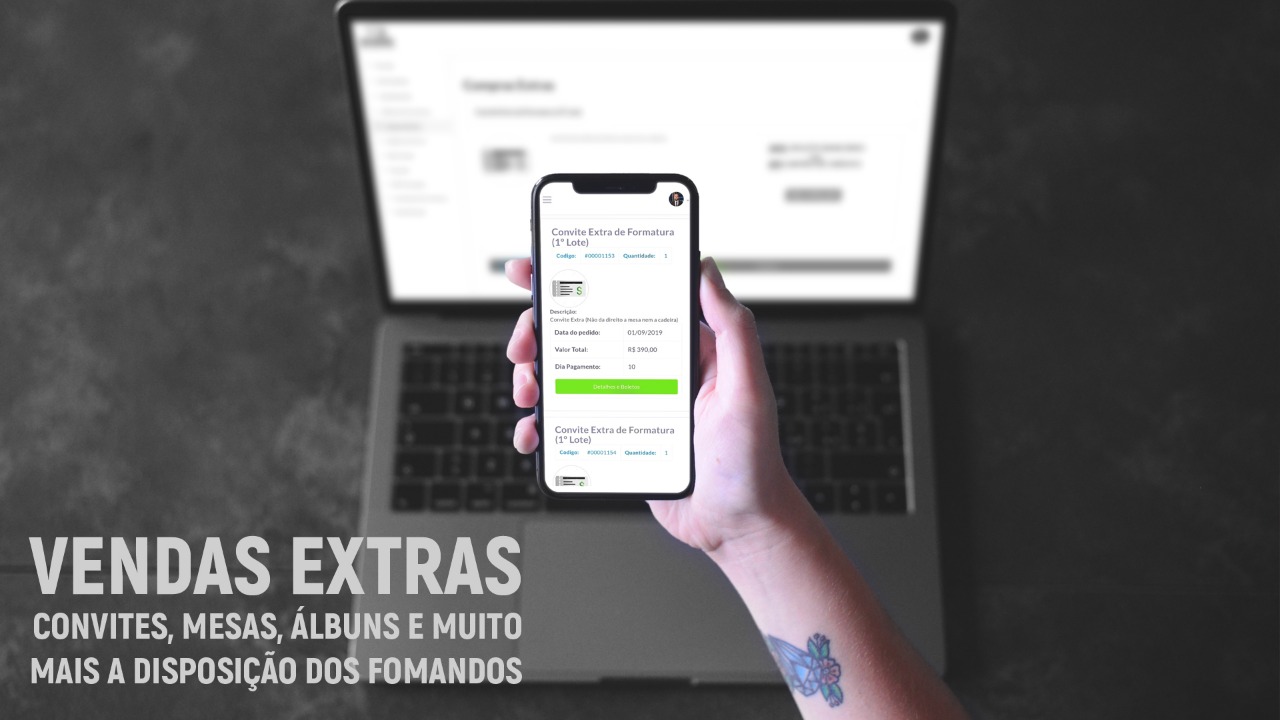 Compras Extras
Convite Extra de Formatura
(1º Lote)
Codigo: #00001153 Quantidade: 1
$
Descrição:
Convite Extra (Não da direito a mesa nem a cadeira)
Data do pedido: 01/09/2019
Valor Total: R$ 390,00
Dia Pagamento: 10
Detalhes e Boletos
Convite Extra de Formatura
(1º Lote)
Codigo: #00001154 Quantidade: 1
VENDAS EXTRAS
CONVITES, MESAS, ÁLBUNS E MUITO
MAIS A DISPOSIÇÃO DOS FOMANDOS